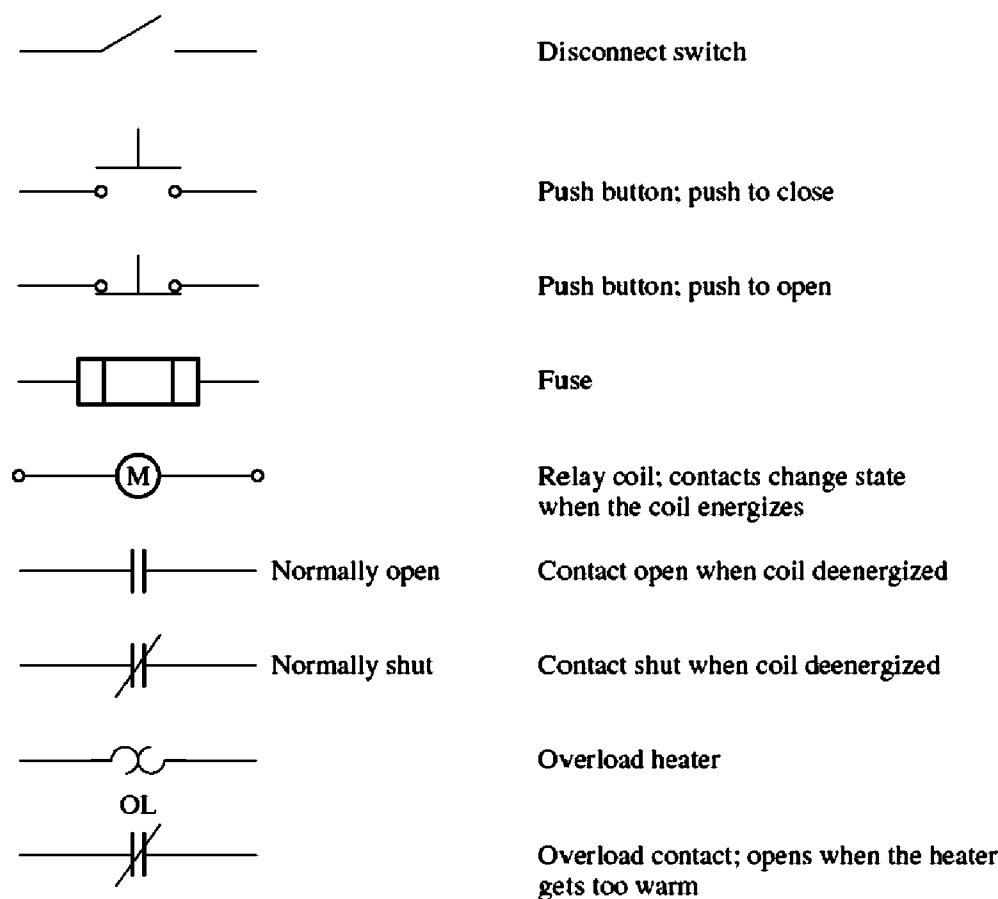 Disconnect switch
Push button; push to close
Push button; push to open
Fuse
M
Relay coil; contacts change state
when the coil energizes
Normally open
Contact open when coil deenergized
Normally shut
Contact shut when coil deenergized
Overload heater
OL
Overload contact; opens when the heater
gets too warm